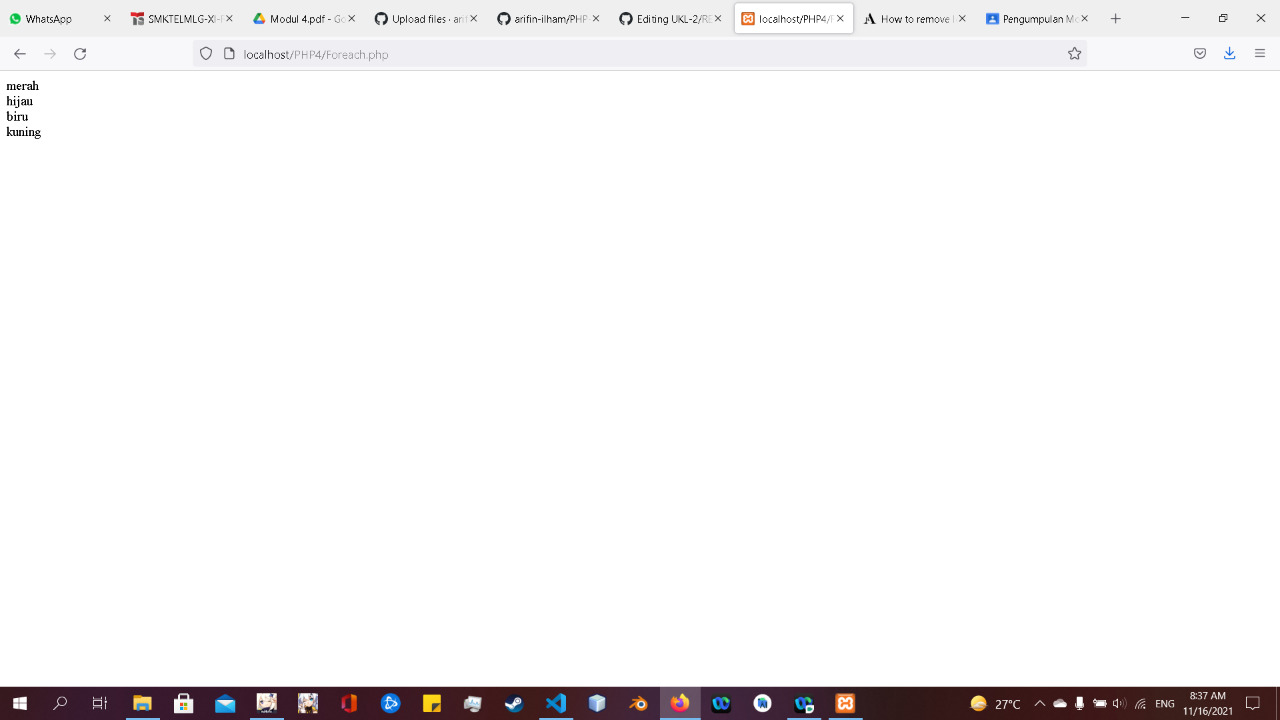 WhatsApp
SMKTELMLG-XI-R
Modul 4.pdf - Go
Upload files · arif
arifin-ilham/PHP
Editing UKL-2/RE
localhost/PHP4/F
How to remove
Pengumpulan Mo
localhost/PHP4/Foreach.php
merah
hijau
biru
kuning
27°C
ENG
8:37 AM
11/16/2021